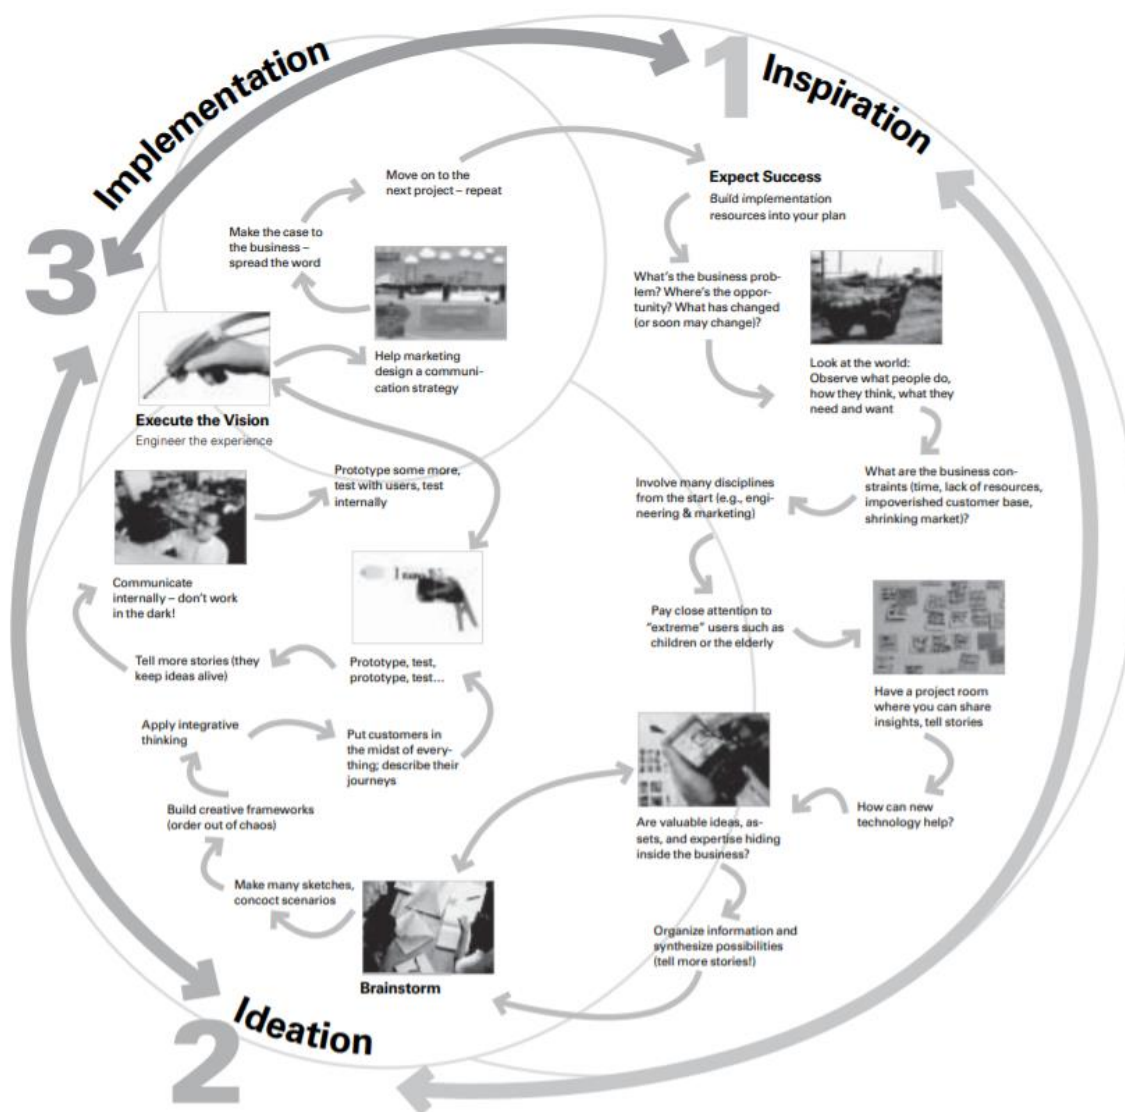 1
Inspiration
Expect Success
Build implementation
resources into your plan
What's the business prob-
lem? Where's the oppor-
tunity? What has changed
(or soon may change)?
Look at the world:
Observe what people do,
how they think, what they
need and want
What are the business con-
straints (time, lack of resources,
impoverished customer base,
shrinking market)?
Involve many disciplines
from the start (e.g., engi-
neering & marketing)
Pay close attention to
"extreme" users such as
children or the elderly
Have a project room
where you can share
insights, tell stories
How can new
technology help?
Are valuable ideas, as-
sets, and expertise hiding
inside the business?
Organize information and
synthesize possibilities
(tell more stories!)
2
Ideation
Brainstorm
Make many sketches,
concoct scenarios
Build creative frameworks
(order out of chaos)
Apply integrative
thinking
Put customers in
the midst of every-
thing; describe their
journeys
Prototype, test,
prototype, test...
Tell more stories (they
keep ideas alive)
Communicate
internally – don't work
in the dark!
Prototype some more,
test with users, test
internally
3
Implementation
Execute the Vision
Engineer the experience
Help marketing
design a communi-
cation strategy
Make the case to
the business –
spread the word
Move on to the
next project – repeat